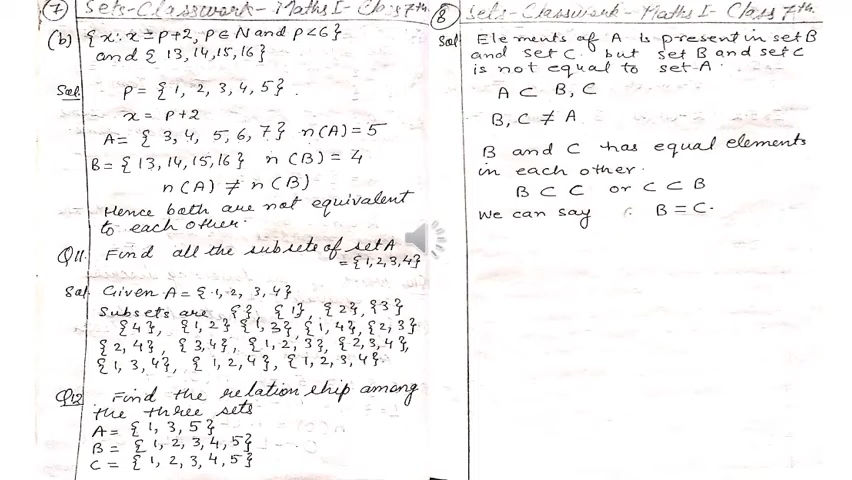 7 Sets-Classwork-Maths I-Class 7th.
(b) {x: x = p+2, p ∈ N and p < 6}
and {13,14,15,16}
Sol. p = {1, 2, 3, 4, 5}.
x = p+2
A = {3, 4, 5, 6, 7} n(A) = 5
B = {13,14,15,16} n(B) = 4
n(A) ≠ n(B)
Hence both are not equivalent
to each other.
Q11 Find all the subsets of set A
= {1,2,3,4}
Sol. Given A = {1, 2, 3, 4}
Subsets are {}, {1}, {2}, {3}
{4}, {1,2} {1,3} {1,4}, {2,3}
{2,4}, {3,4}, {1,2,3}, {2,3,4},
{1,3,4}, {1,2,4}, {1,2,3,4}.
Q12 Find the relation ship among
the three sets
A = {1, 3, 5}
B = {1, 2, 3, 4, 5}
C = {1, 2, 3, 4, 5}
8 Sets-Classwork-Maths I-Class 7th
Sol Elements of A is present in set B
and set C. but set B and set C
is not equal to set A.
A ⊂ B, C
B, C ≠ A
B and C has equal elements
in each other.
B ⊂ C or C ⊂ B
We can say ∴ B = C.